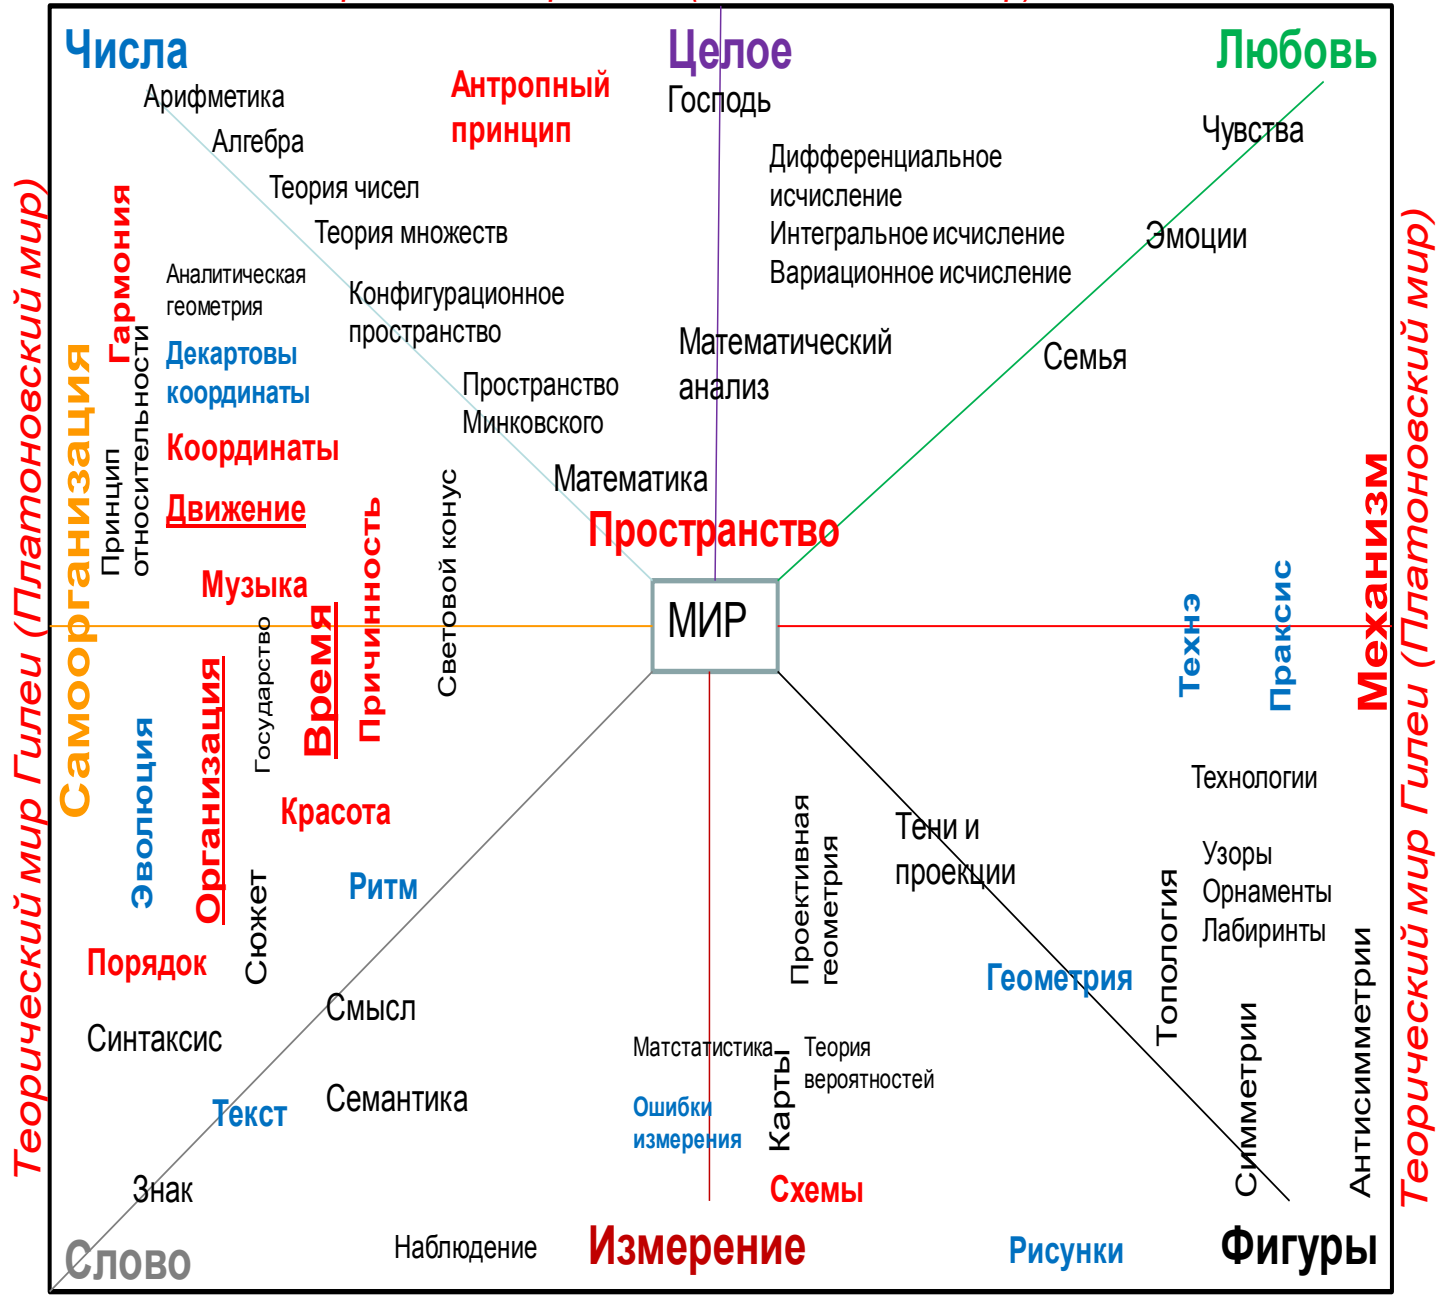 Числа
Целое
Любовь
Арифметика
Антропный
принцип
Господь
Алгебра
Чувства
Дифференциальное
исчисление
Интегральное исчисление
Вариационное исчисление
Теория чисел
Теория множеств
Эмоции
Гармония
Аналитическая
геометрия
Конфигурационное
пространство
Декартовы
координаты
Математический
анализ
Семья
Пространство
Минковского
Координаты
Математика
Движение
Пространство
Принцип
относительности
Самоорганизация
Музыка
Причинность
Световой конус
МИР
Технэ
Праксис
Механизм
Время
Государство
Организация
Эволюция
Красота
Технологии
Тени и
проекции
Проективная
геометрия
Узоры
Орнаменты
Лабиринты
Ритм
Сюжет
Порядок
Топология
Геометрия
Антисимметрии
Симметрии
Смысл
Синтаксис
Матстатистика
Теория
вероятностей
Карты
Семантика
Текст
Ошибки
измерения
Знак
Схемы
Слово
Наблюдение
Измерение
Рисунки
Фигуры
Теорический мир Гилеи (Платоновский мир)
Теорический мир Гилеи (Платоновский мир)